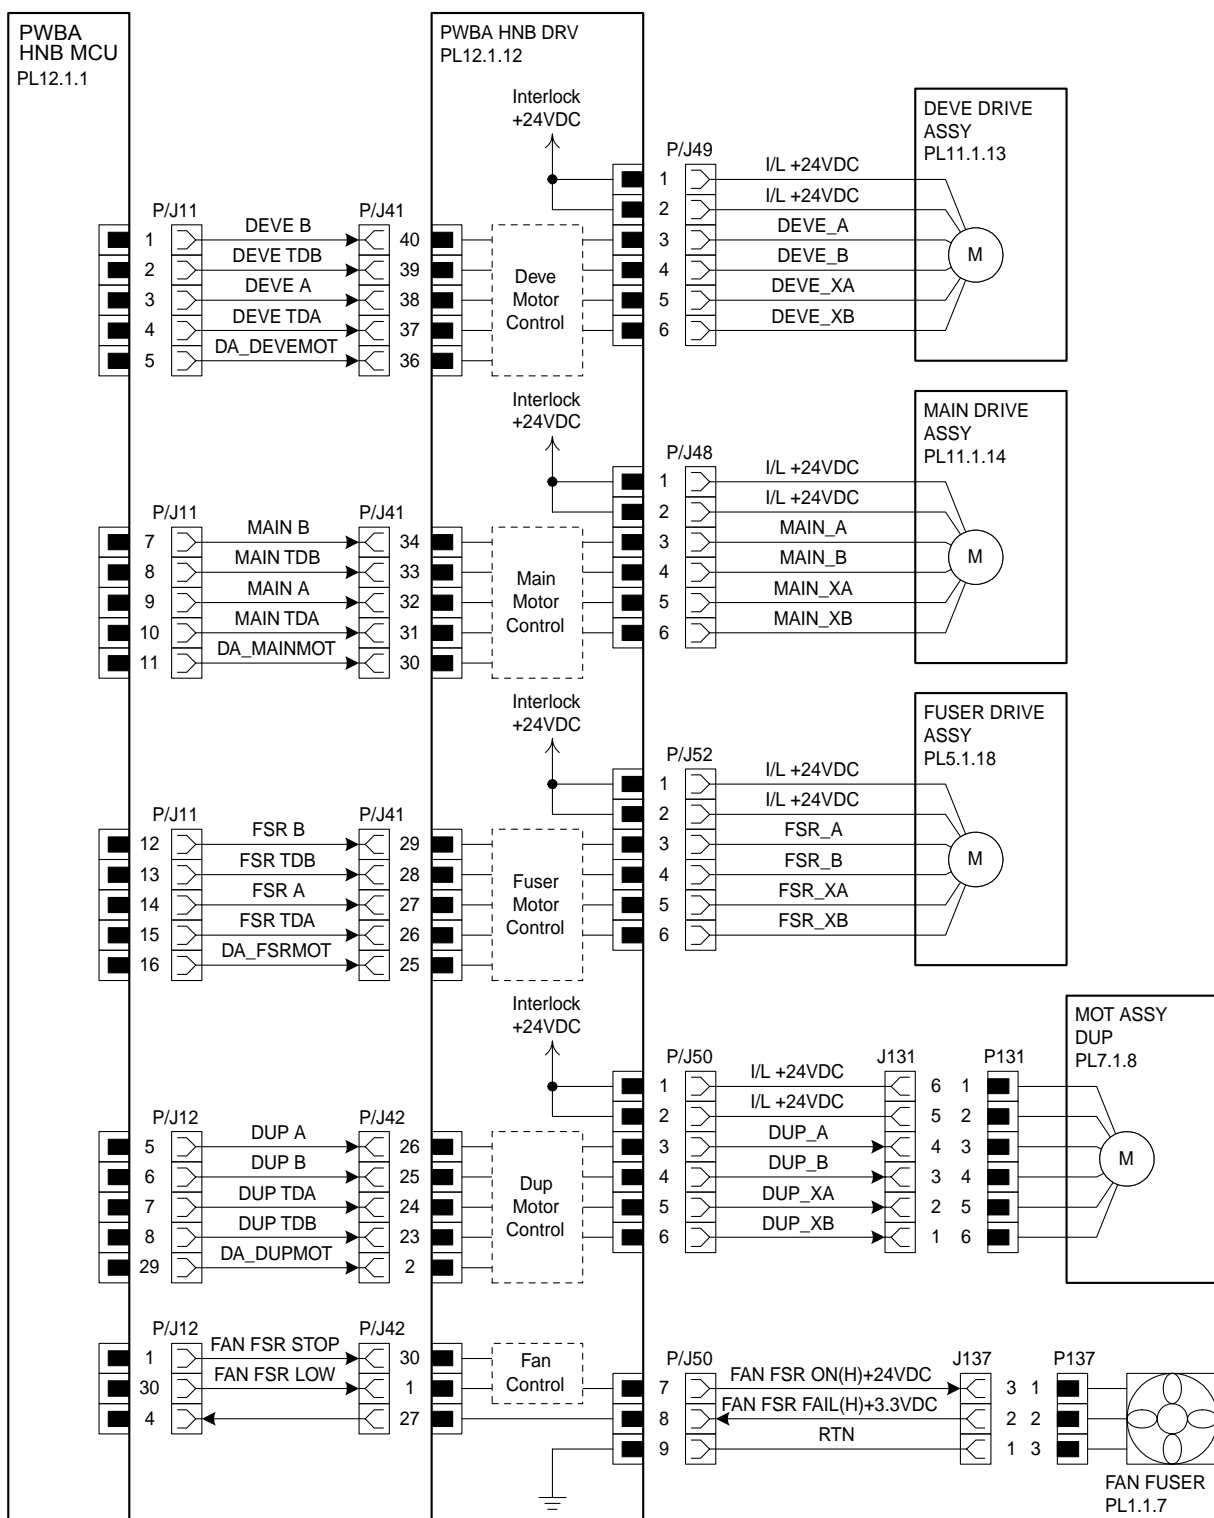 PWBA
HNB MCU
PL12.1.1
PWBA HNB DRV
PL12.1.12
Interlock
+24VDC
DEVE DRIVE
ASSY
PL11.1.13
P/J49
1 I/L +24VDC
2 I/L +24VDC
3 DEVE_A
4 DEVE_B
5 DEVE_XA
6 DEVE_XB
M
P/J11 P/J41
1 DEVE B 40
2 DEVE TDB 39
3 DEVE A 38
4 DEVE TDA 37
5 DA_DEVEMOT 36
Deve
Motor
Control
Interlock
+24VDC
MAIN DRIVE
ASSY
PL11.1.14
P/J48
1 I/L +24VDC
2 I/L +24VDC
3 MAIN_A
4 MAIN_B
5 MAIN_XA
6 MAIN_XB
M
P/J11 P/J41
7 MAIN B 34
8 MAIN TDB 33
9 MAIN A 32
10 MAIN TDA 31
11 DA_MAINMOT 30
Main
Motor
Control
Interlock
+24VDC
FUSER DRIVE
ASSY
PL5.1.18
P/J52
1 I/L +24VDC
2 I/L +24VDC
3 FSR_A
4 FSR_B
5 FSR_XA
6 FSR_XB
M
P/J11 P/J41
12 FSR B 29
13 FSR TDB 28
14 FSR A 27
15 FSR TDA 26
16 DA_FSRMOT 25
Fuser
Motor
Control
Interlock
+24VDC
MOT ASSY
DUP
PL7.1.8
P/J50 J131 P131
1 I/L +24VDC 6 1
2 I/L +24VDC 5 2
3 DUP_A 4 3
4 DUP_B 3 4
5 DUP_XA 2 5
6 DUP_XB 1 6
M
P/J12 P/J42
5 DUP A 26
6 DUP B 25
7 DUP TDA 24
8 DUP TDB 23
29 DA_DUPMOT 2
Dup
Motor
Control
P/J12 P/J42
1 FAN FSR STOP 30
30 FAN FSR LOW 1
4 27
Fan
Control
P/J50 J137 P137
7 FAN FSR ON(H)+24VDC 3 1
8 FAN FSR FAIL(H)+3.3VDC 2 2
9 RTN 1 3
FAN FUSER
PL1.1.7